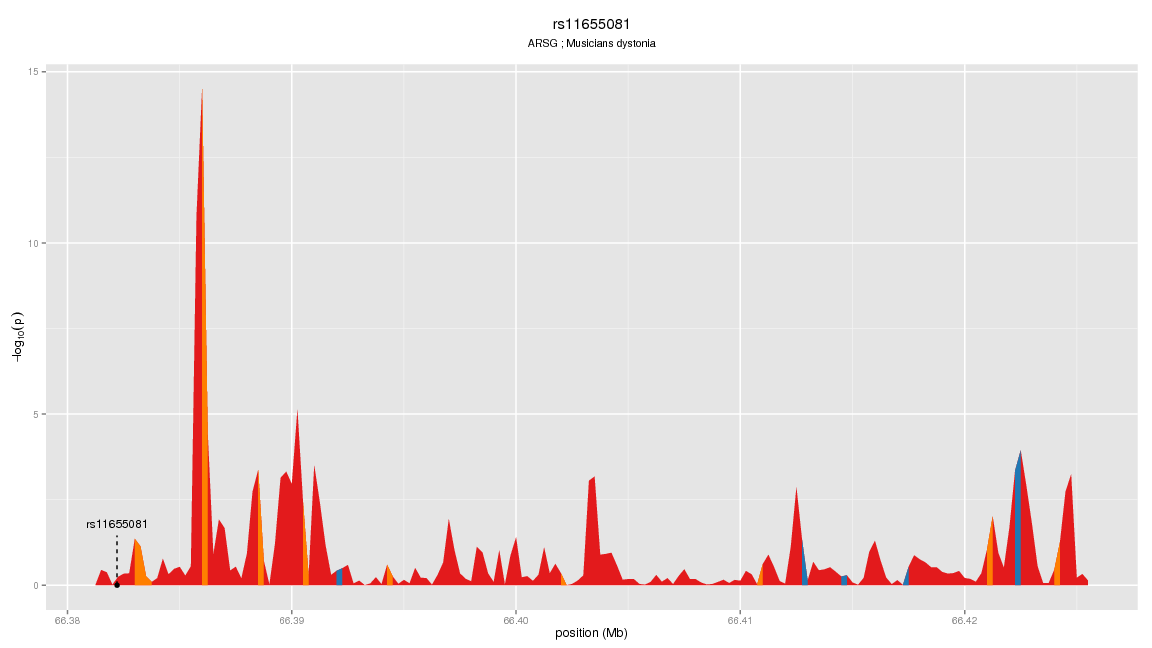 rs11655081
ARSG ; Musicians dystonia
15
10
5
0
−log10(p)
rs11655081
66.38 66.39 66.40 66.41 66.42
position (Mb)